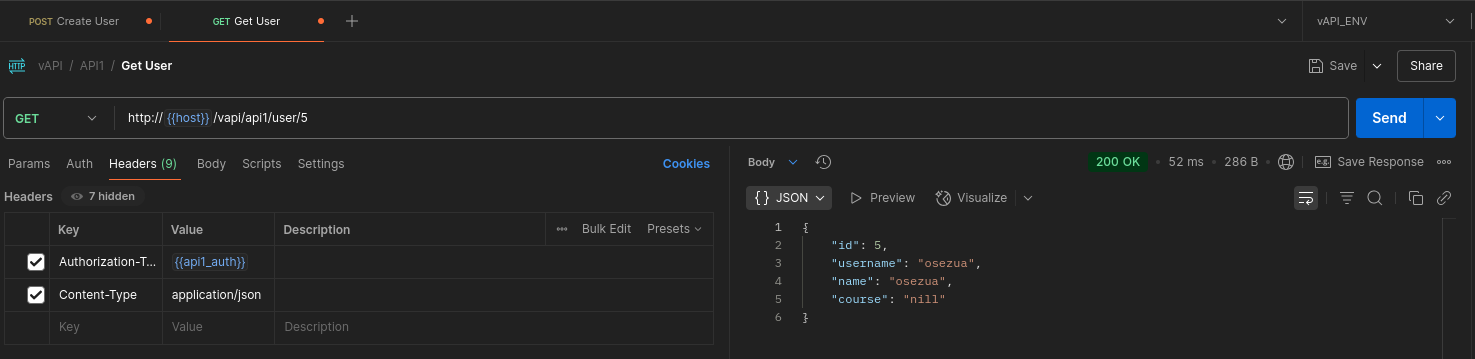 POST Create User
GET Get User
vAPI_ENV
HTTP vAPI / API1 / Get User
Save
Share
GET
http:// {{host}} /vapi/api1/user/5
Send
Params Auth Headers (9) Body Scripts Settings
Cookies
Headers 7 hidden
Key Value Description ••• Bulk Edit Presets
Authorization-T... {{api1_auth}}
Content-Type application/json
Key Value Description
Body
200 OK • 52 ms • 286 B
e.g. Save Response •••
{ } JSON Preview Visualize
1 {
2 "id": 5,
3 "username": "osezua",
4 "name": "osezua",
5 "course": "nill"
6 }